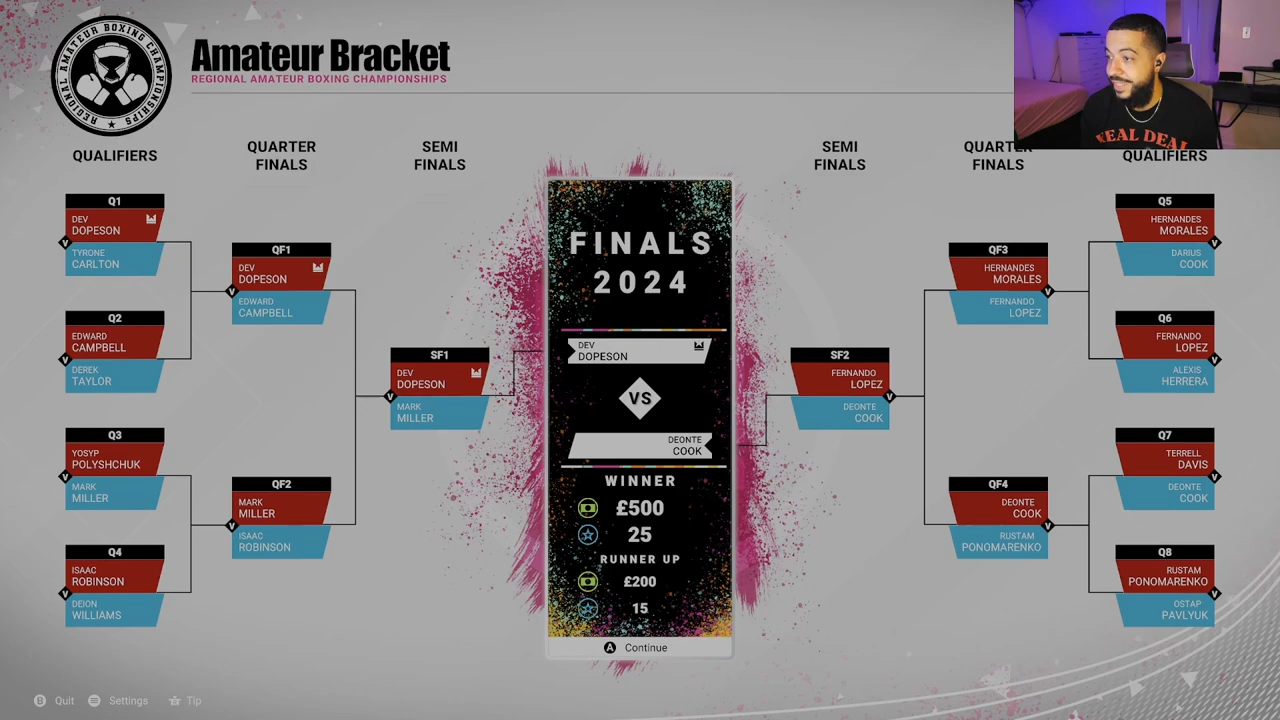 REGIONAL AMATEUR BOXING CHAMPIONSHIPS
Amateur Bracket
REGIONAL AMATEUR BOXING CHAMPIONSHIPS
QUALIFIERS
QUARTER
FINALS
SEMI
FINALS
SEMI
FINALS
QUARTER
FINALS
QUALIFIERS
REAL DEAL
Q1
DEV
DOPESON
V
TYRONE
CARLTON
Q2
EDWARD
CAMPBELL
V
DEREK
TAYLOR
Q3
YOSYP
POLYSHCHUK
V
MARK
MILLER
Q4
ISAAC
ROBINSON
V
DEION
WILLIAMS
QF1
DEV
DOPESON
V
EDWARD
CAMPBELL
QF2
MARK
MILLER
V
ISAAC
ROBINSON
SF1
DEV
DOPESON
V
MARK
MILLER
FINALS
2024
DEV
DOPESON
VS
DEONTE
COOK
WINNER
£500
25
RUNNER UP
£200
15
A Continue
SF2
FERNANDO
LOPEZ
V
DEONTE
COOK
QF3
HERNANDES
MORALES
V
FERNANDO
LOPEZ
QF4
DEONTE
COOK
V
RUSTAM
PONOMARENKO
Q5
HERNANDES
MORALES
V
DARIUS
COOK
Q6
FERNANDO
LOPEZ
V
ALEXIS
HERRERA
Q7
TERRELL
DAVIS
V
DEONTE
COOK
Q8
RUSTAM
PONOMARENKO
V
OSTAP
PAVLYUK
B Quit Settings Tip